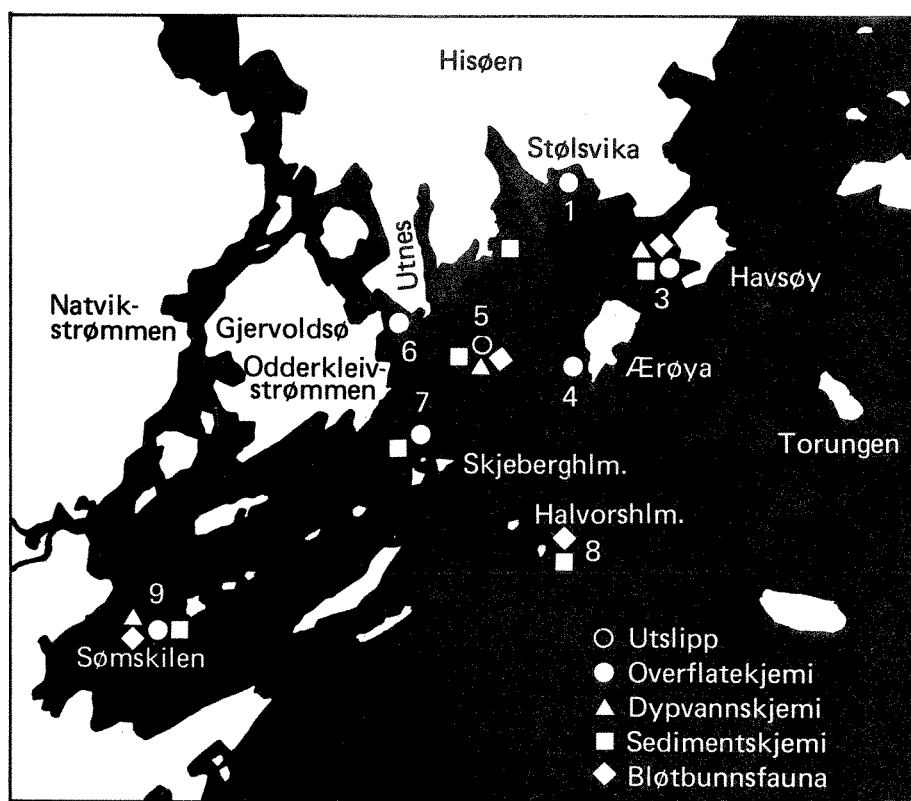 Hisøen
Stølsvika
1
Utnes
Havsøy
3
Natvik-
strømmen
Gjervoldsø
5
6
Odderkleiv-
strømmen
Ærøya
4
7
Torungen
Skjeberghlm.
Halvorshlm.
8
9
Sømskilen
Utslipp
Overflatekjemi
Dypvannskjemi
Sedimentskjemi
Bløtbunnsfauna